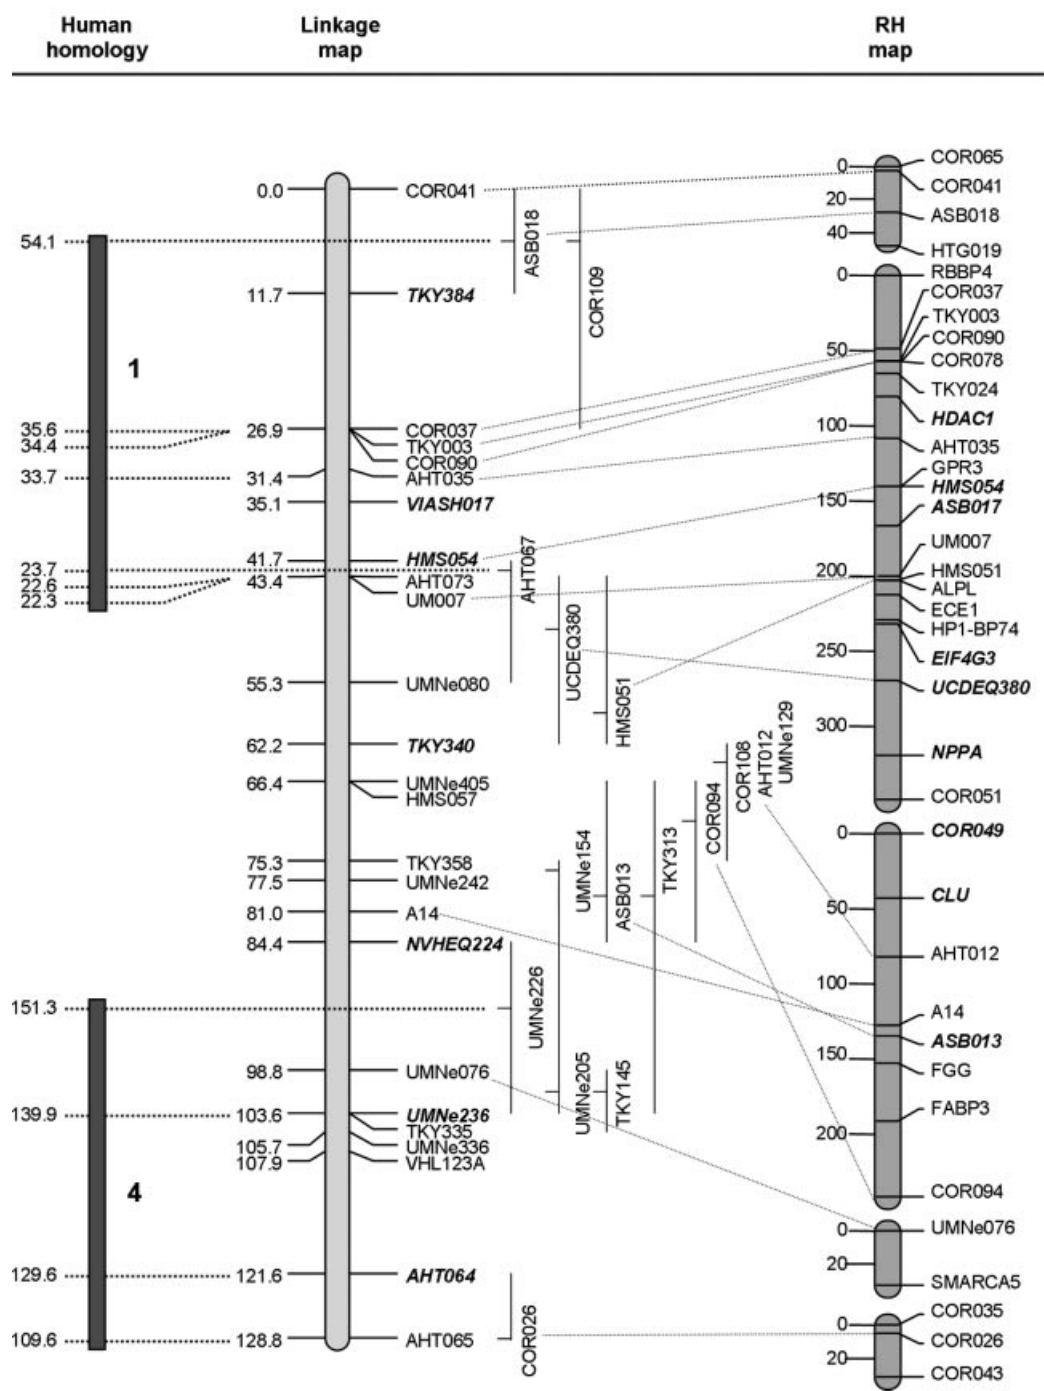 Human
homology
Linkage
map
RH
map
54.1
35.6
34.4
33.7
23.7
22.6
22.3
1
151.3
139.9
129.6
109.6
4
0.0 COR041
11.7 TKY384
26.9 COR037
TKY003
COR090
31.4 AHT035
35.1 VIASH017
41.7 HMS054
43.4 AHT073
UM007
55.3 UMNe080
62.2 TKY340
66.4 UMNe405
HMS057
75.3 TKY358
77.5 UMNe242
81.0 A14
84.4 NVHEQ224
98.8 UMNe076
103.6 UMNe236
TKY335
105.7 UMNe336
107.9 VHL123A
121.6 AHT064
128.8 AHT065
ASB018
COR109
AHT067
UCDEQ380
HMS051
UMNe226
UMNe154
ASB013
TKY313
COR094
COR108
AHT012
UMNe129
UMNe205
TKY145
COR026
0
20
40
COR065
COR041
ASB018
HTG019
0
50
100
150
200
250
300
RBBP4
COR037
TKY003
COR090
COR078
TKY024
HDAC1
AHT035
GPR3
HMS054
ASB017
UM007
HMS051
ALPL
ECE1
HP1-BP74
EIF4G3
UCDEQ380
NPPA
COR051
0
50
100
150
200
COR049
CLU
AHT012
A14
ASB013
FGG
FABP3
COR094
0
20
UMNe076
SMARCA5
0
20
COR035
COR026
COR043